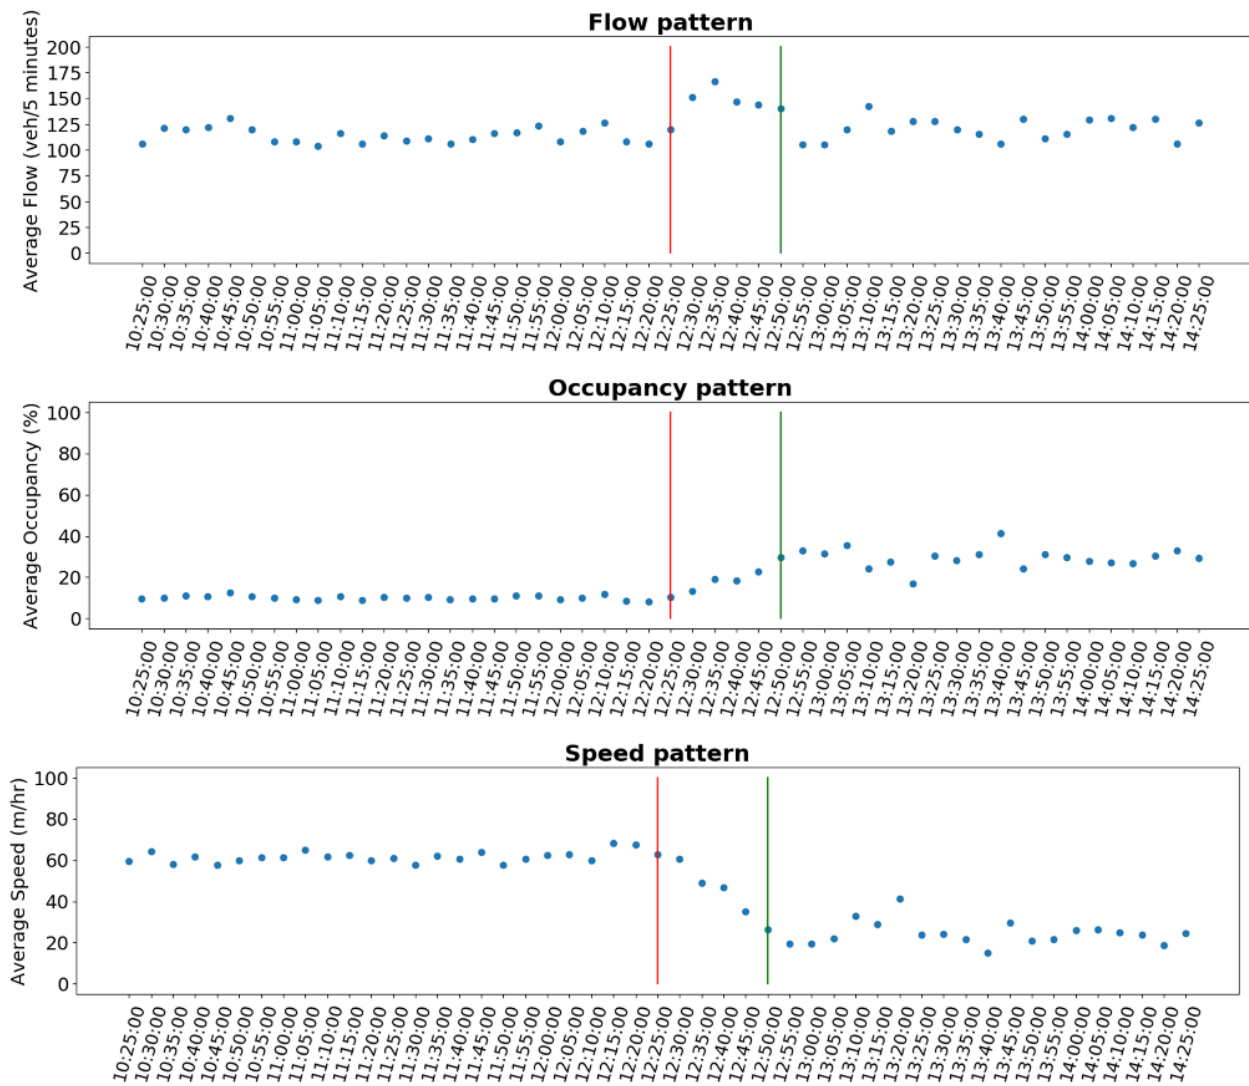 Flow pattern
Average Flow (veh/5 minutes)
200
175
150
125
100
75
50
25
0
10:25:00 10:30:00 10:35:00 10:40:00 10:45:00 10:50:00 10:55:00 11:00:00 11:05:00 11:10:00 11:15:00 11:20:00 11:25:00 11:30:00 11:35:00 11:40:00 11:45:00 11:50:00 11:55:00 12:00:00 12:05:00 12:10:00 12:15:00 12:20:00 12:25:00 12:30:00 12:35:00 12:40:00 12:45:00 12:50:00 12:55:00 13:00:00 13:05:00 13:10:00 13:15:00 13:20:00 13:25:00 13:30:00 13:35:00 13:40:00 13:45:00 13:50:00 13:55:00 14:00:00 14:05:00 14:10:00 14:15:00 14:20:00 14:25:00
Occupancy pattern
Average Occupancy (%)
100
80
60
40
20
0
10:25:00 10:30:00 10:35:00 10:40:00 10:45:00 10:50:00 10:55:00 11:00:00 11:05:00 11:10:00 11:15:00 11:20:00 11:25:00 11:30:00 11:35:00 11:40:00 11:45:00 11:50:00 11:55:00 12:00:00 12:05:00 12:10:00 12:15:00 12:20:00 12:25:00 12:30:00 12:35:00 12:40:00 12:45:00 12:50:00 12:55:00 13:00:00 13:05:00 13:10:00 13:15:00 13:20:00 13:25:00 13:30:00 13:35:00 13:40:00 13:45:00 13:50:00 13:55:00 14:00:00 14:05:00 14:10:00 14:15:00 14:20:00 14:25:00
Speed pattern
Average Speed (m/hr)
100
80
60
40
20
0
10:25:00 10:30:00 10:35:00 10:40:00 10:45:00 10:50:00 10:55:00 11:00:00 11:05:00 11:10:00 11:15:00 11:20:00 11:25:00 11:30:00 11:35:00 11:40:00 11:45:00 11:50:00 11:55:00 12:00:00 12:05:00 12:10:00 12:15:00 12:20:00 12:25:00 12:30:00 12:35:00 12:40:00 12:45:00 12:50:00 12:55:00 13:00:00 13:05:00 13:10:00 13:15:00 13:20:00 13:25:00 13:30:00 13:35:00 13:40:00 13:45:00 13:50:00 13:55:00 14:00:00 14:05:00 14:10:00 14:15:00 14:20:00 14:25:00